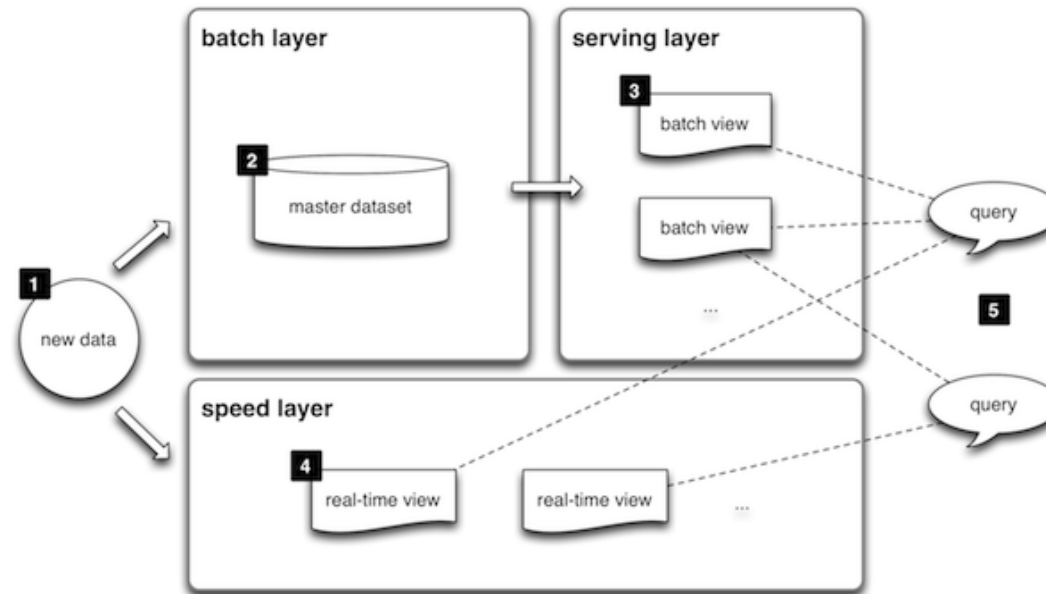 batch layer
serving layer
3
batch view
2
master dataset
batch view
query
1
new data
...
5
speed layer
query
4
real-time view
real-time view
...